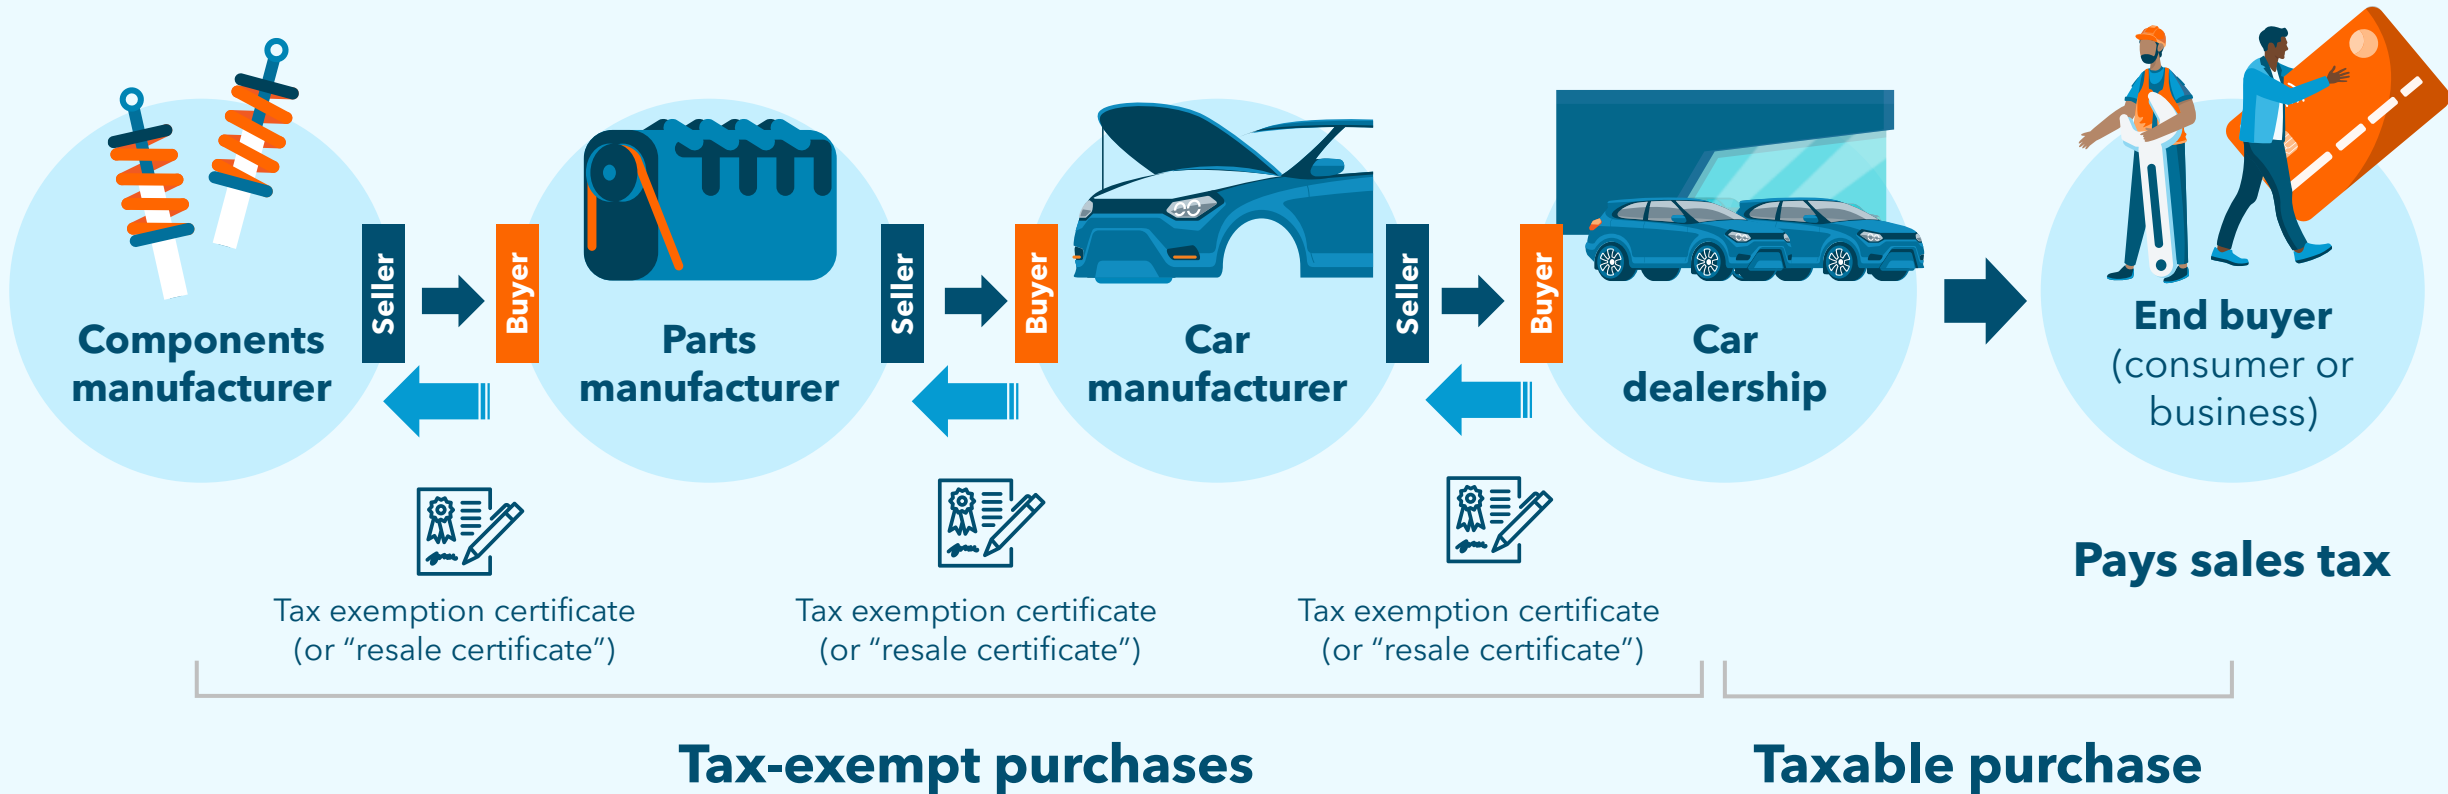 Components
manufacturer
Seller
Buyer
Parts
manufacturer
Seller
Buyer
Car
manufacturer
Seller
Buyer
Car
dealership
End buyer
(consumer or
business)
Pays sales tax
Tax exemption certificate
(or “resale certificate”)
Tax exemption certificate
(or “resale certificate”)
Tax exemption certificate
(or “resale certificate”)
Tax-exempt purchases
Taxable purchase